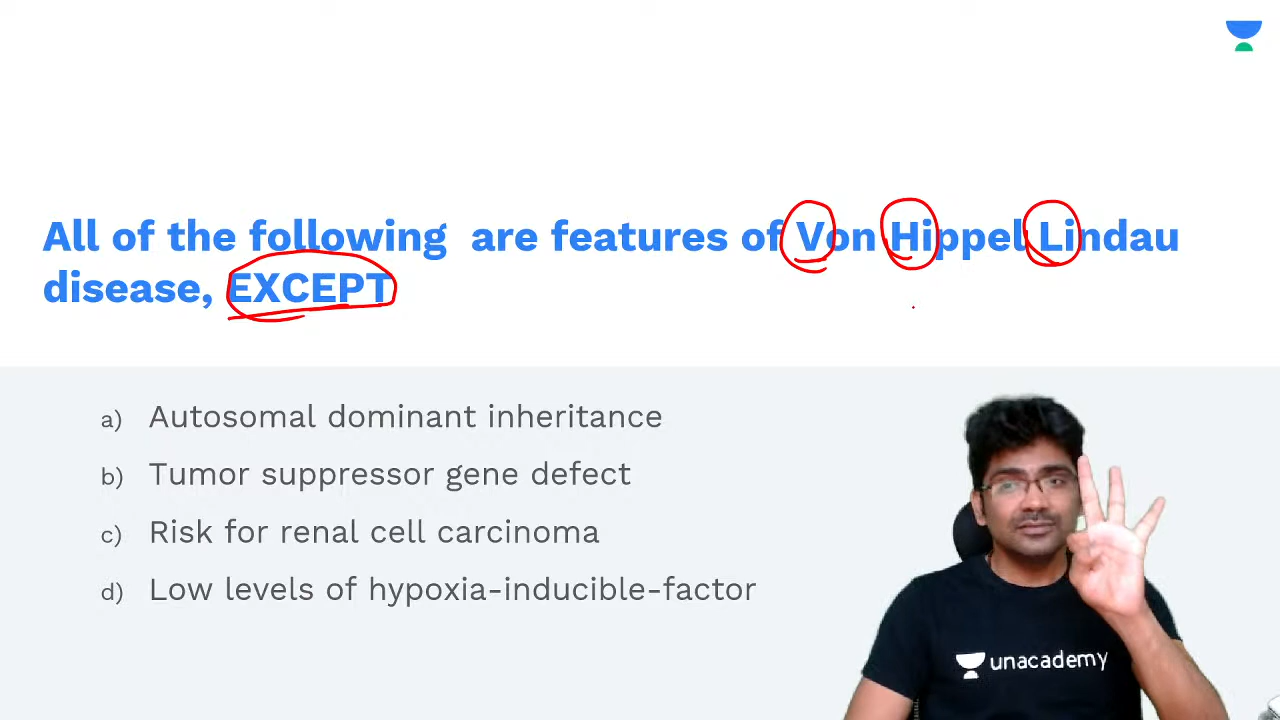 All of the following are features of Von Hippel Lindau
disease, EXCEPT
a) Autosomal dominant inheritance
b) Tumor suppressor gene defect
c) Risk for renal cell carcinoma
d) Low levels of hypoxia-inducible-factor
unacademy